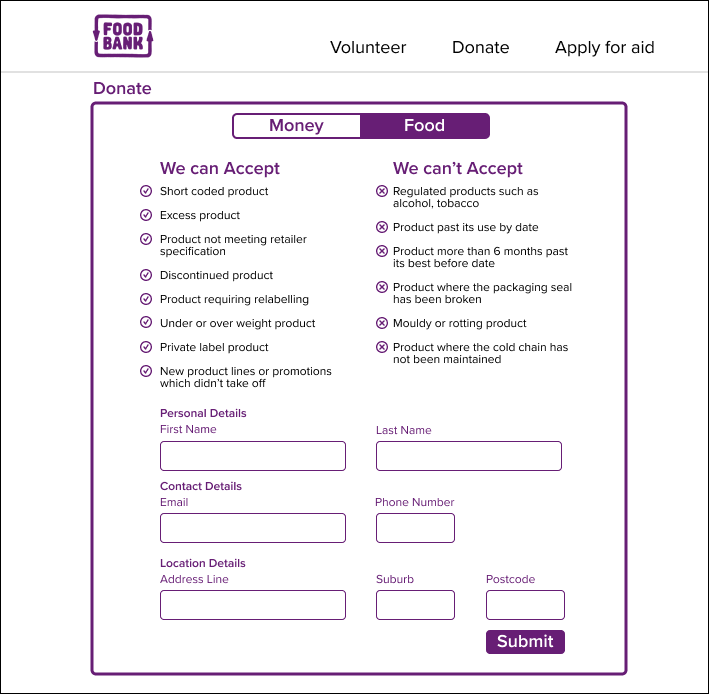 FOOD
BANK
Volunteer Donate Apply for aid
Donate
Money Food
We can Accept
Short coded product
Excess product
Product not meeting retailer
specification
Discontinued product
Product requiring relabelling
Under or over weight product
Private label product
New product lines or promotions
which didn’t take off
We can’t Accept
Regulated products such as
alcohol, tobacco
Product past its use by date
Product more than 6 months past
its best before date
Product where the packaging seal
has been broken
Mouldy or rotting product
Product where the cold chain has
not been maintained
Personal Details
First Name Last Name
Contact Details
Email Phone Number
Location Details
Address Line Suburb Postcode
Submit